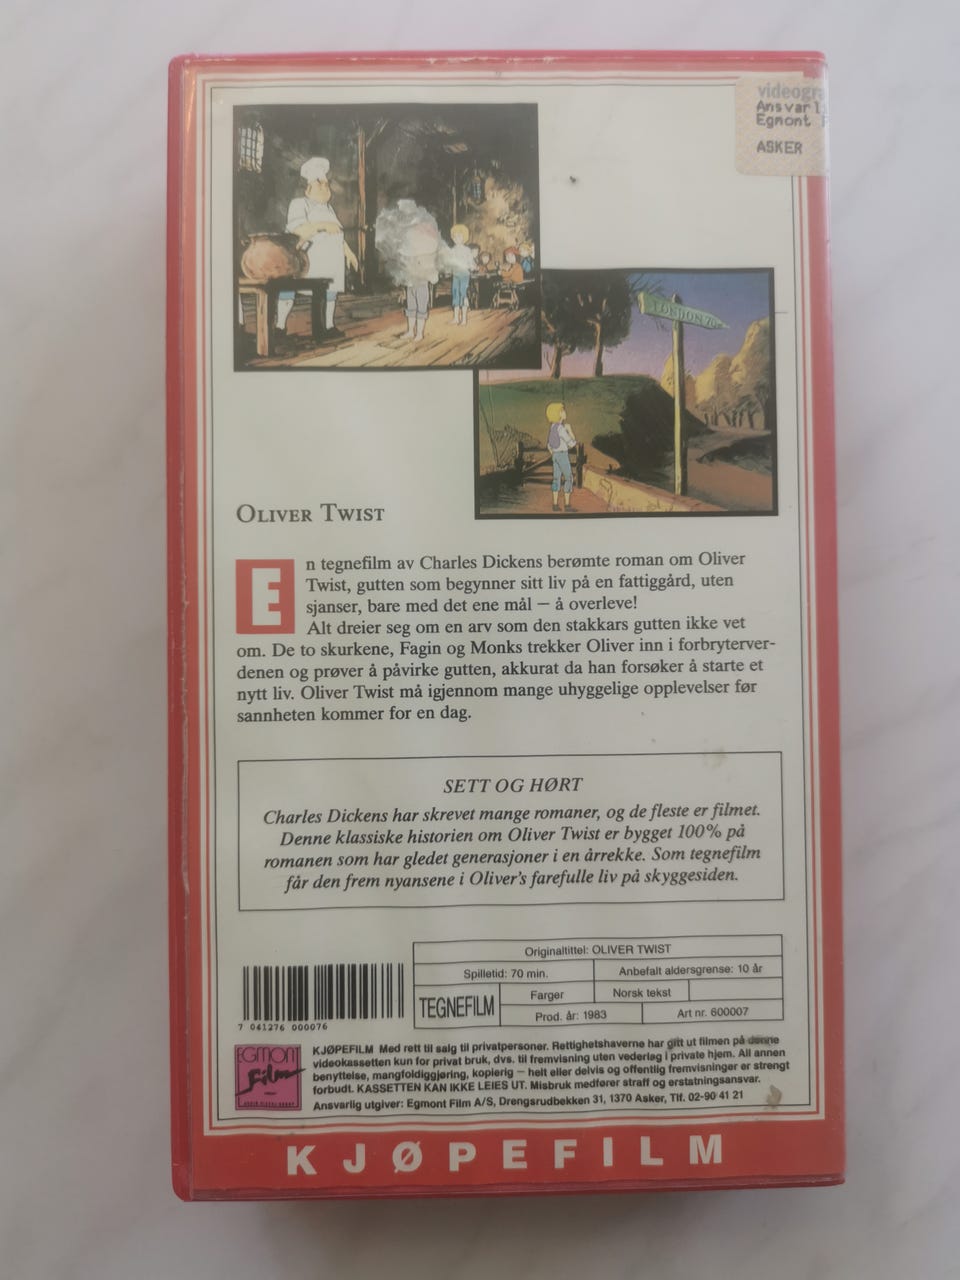 videogra
Ansvarl
Egmont F
ASKER
LONDON 70
OLIVER TWIST
En tegnefilm av Charles Dickens berømte roman om Oliver
Twist, gutten som begynner sitt liv på en fattiggård, uten
sjanser, bare med det ene mål — å overleve!
Alt dreier seg om en arv som den stakkars gutten ikke vet
om. De to skurkene, Fagin og Monks trekker Oliver inn i forbryterver-
denen og prøver å påvirke gutten, akkurat da han forsøker å starte et
nytt liv. Oliver Twist må igjennom mange uhyggelige opplevelser før
sannheten kommer for en dag.
SETT OG HØRT
Charles Dickens har skrevet mange romaner, og de fleste er filmet.
Denne klassiske historien om Oliver Twist er bygget 100% på
romanen som har gledet generasjoner i en årrekke. Som tegnefilm
får den frem nyansene i Oliver's farefulle liv på skyggesiden.
Originaltittel: OLIVER TWIST
Spilletid: 70 min.
Anbefalt aldersgrense: 10 år
TEGNEFILM
Farger
Norsk tekst
Prod. år: 1983
Art nr. 600007
7 041276 000076
EGMONT
Film
KJØPEFILM Med rett til salg til privatpersoner. Rettighetshaverne har gitt ut filmen på denne
videokassetten kun for privat bruk, dvs. til fremvisning uten vederlag i private hjem. All annen
benyttelse, mangfoldiggjøring, kopiering — helt eller delvis og offentlig fremvisninger er strengt
forbudt. KASSETTEN KAN IKKE LEIES UT. Misbruk medfører straff og erstatningsansvar.
Ansvarlig utgiver: Egmont Film A/S, Drengsrudbekken 31, 1370 Asker, Tlf. 02-90 41 21
KJØPEFILM